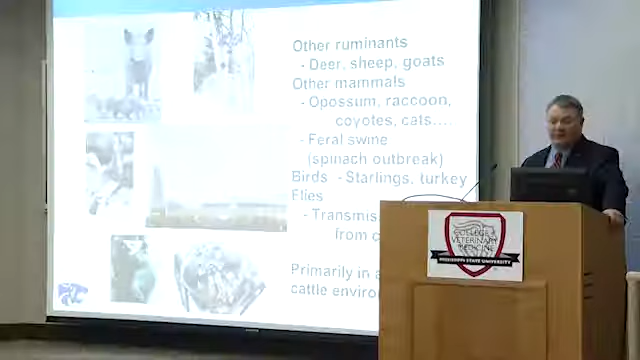 Other ruminants
- Deer, sheep, goats
Other mammals
- Opossum, raccoon,
coyotes, cats.....
- Feral swine
(spinach outbreak)
Birds - Starlings, turkey
Flies
- Transmis
from c
Primarily in a
cattle enviro
COLLEGE of
VETERINARY
MEDICINE
MISSISSIPPI STATE UNIVERSITY